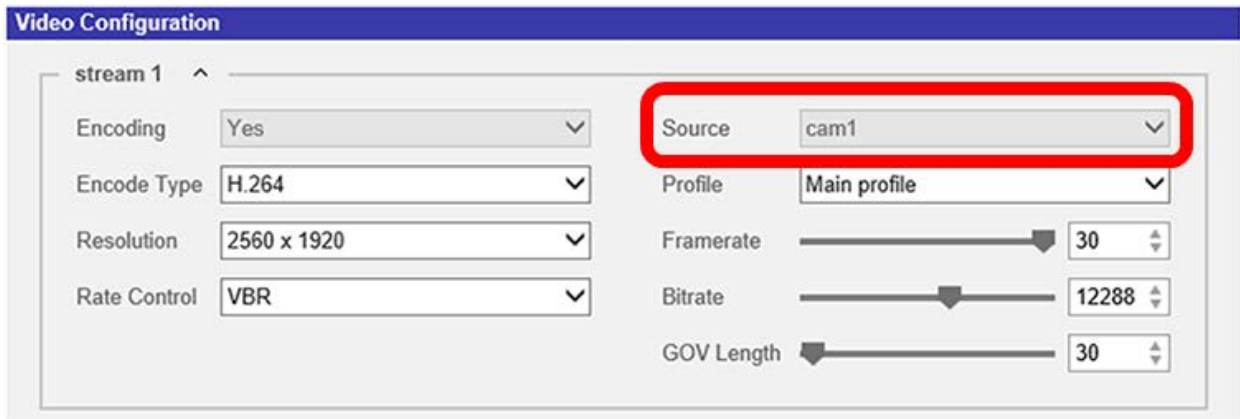 Video Configuration
stream 1
Encoding Yes Source cam1
Encode Type H.264 Profile Main profile
Resolution 2560 x 1920 Framerate 30
Rate Control VBR Bitrate 12288
GOV Length 30